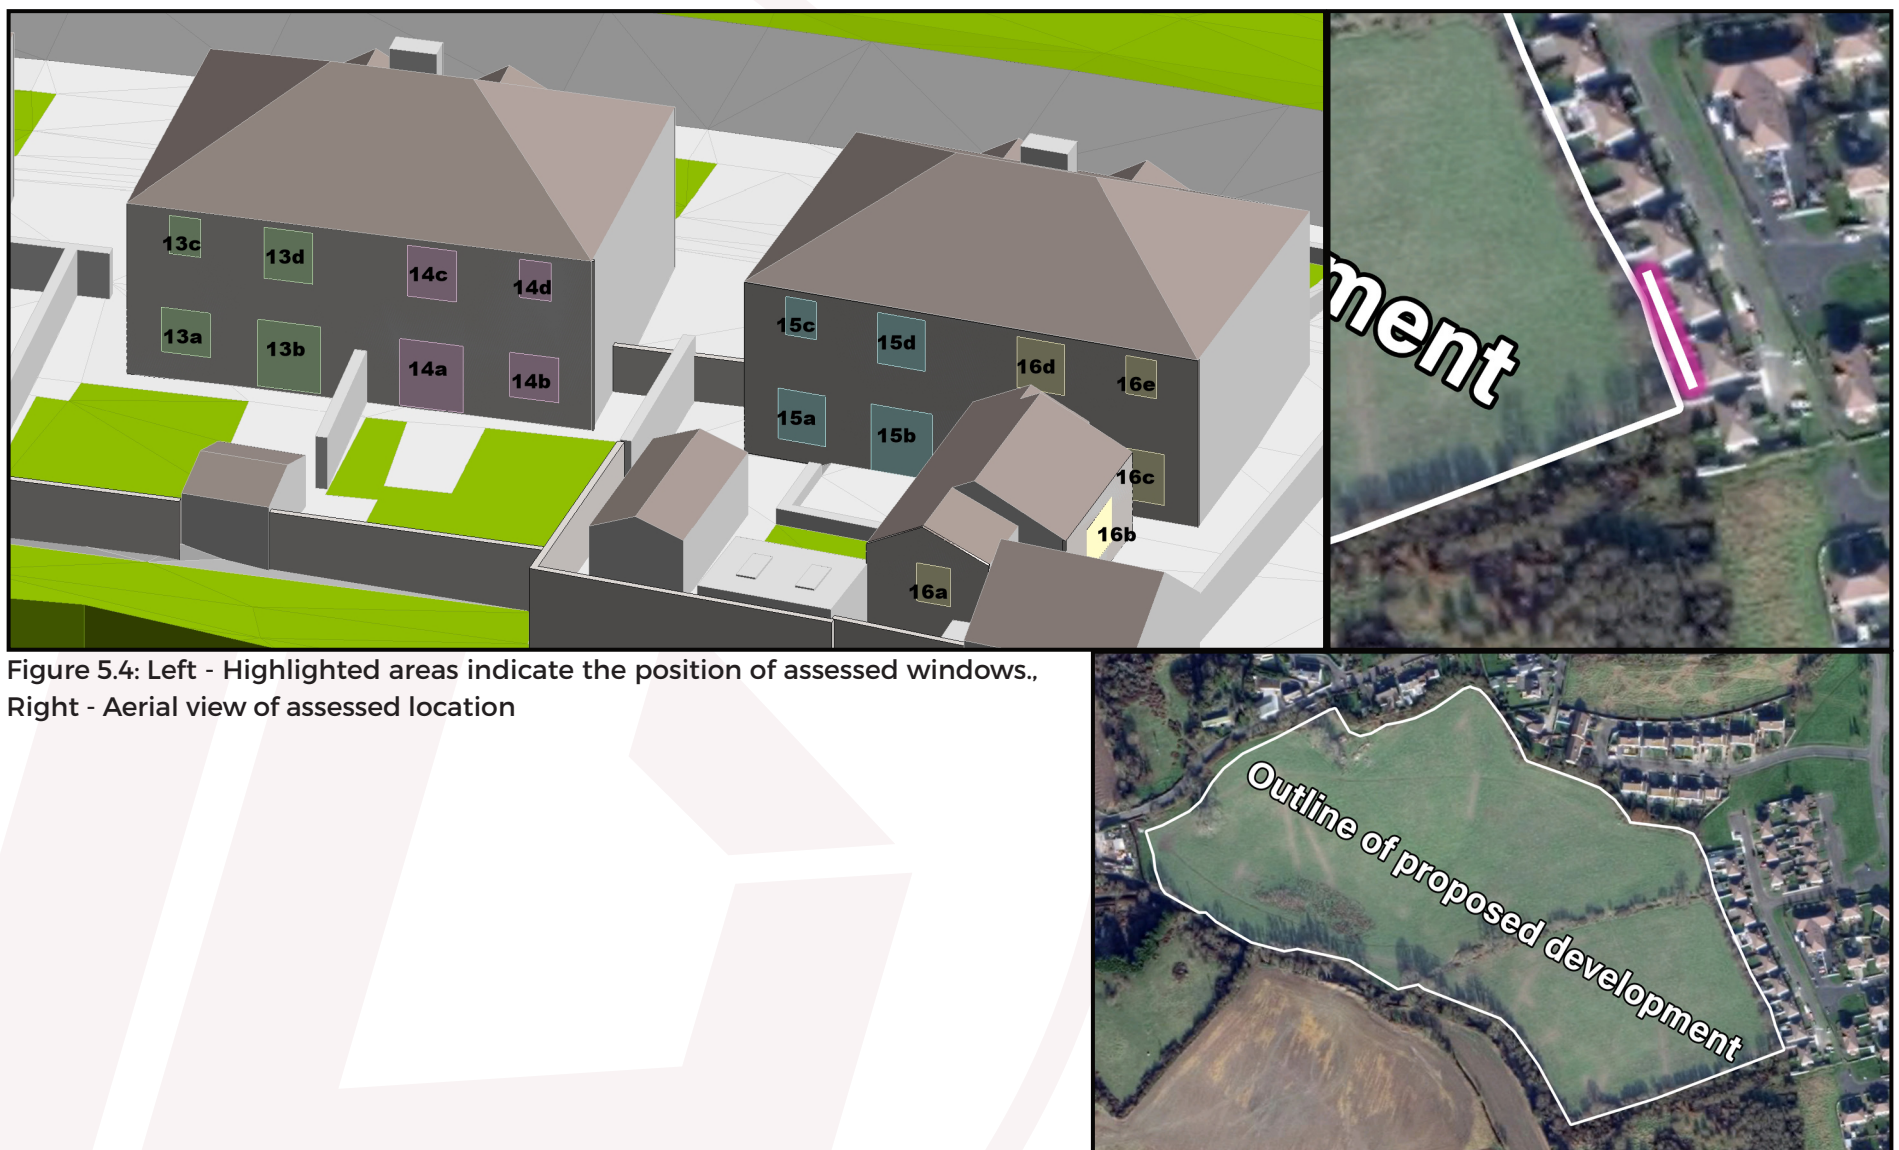 13c
13d
14c
14d
13a
13b
14a
14b
15c
15d
16d
16e
15a
15b
16c
16b
16a
ment
Figure 5.4: Left - Highlighted areas indicate the position of assessed windows.,
Right - Aerial view of assessed location
Outline of proposed development